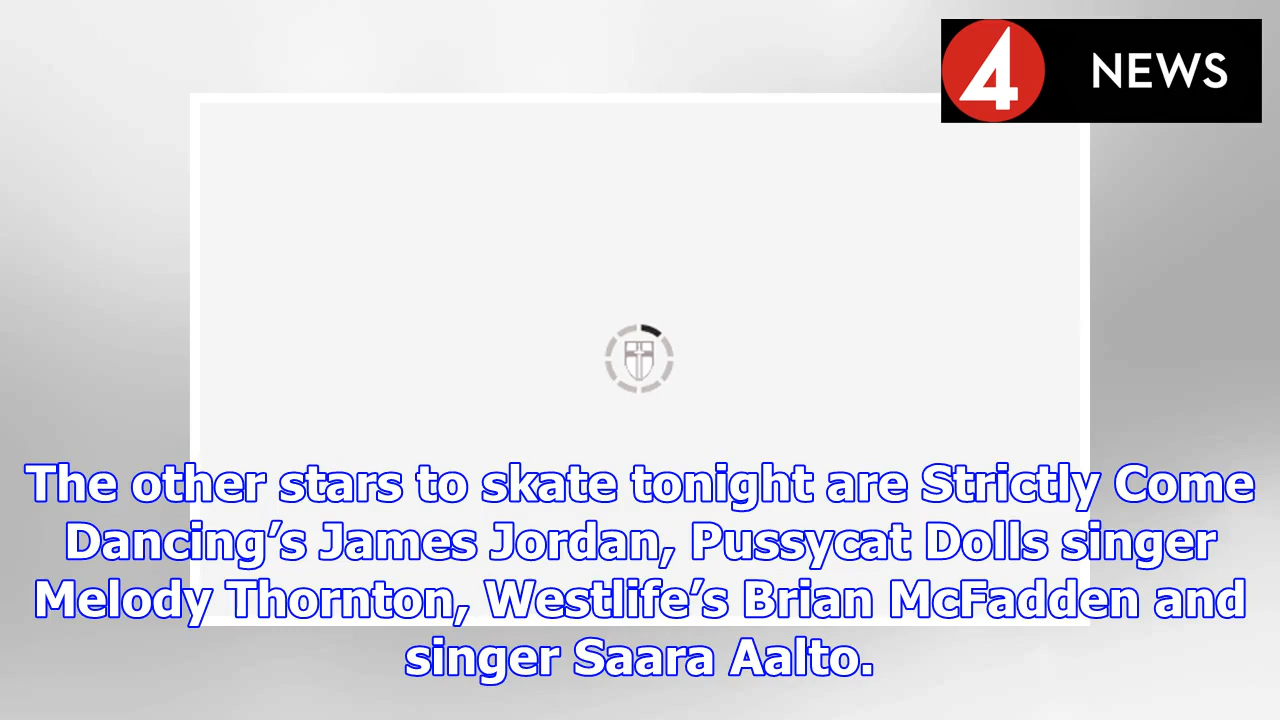 4 NEWS
The other stars to skate tonight are Strictly Come
Dancing’s James Jordan, Pussycat Dolls singer
Melody Thornton, Westlife’s Brian McFadden and
singer Saara Aalto.